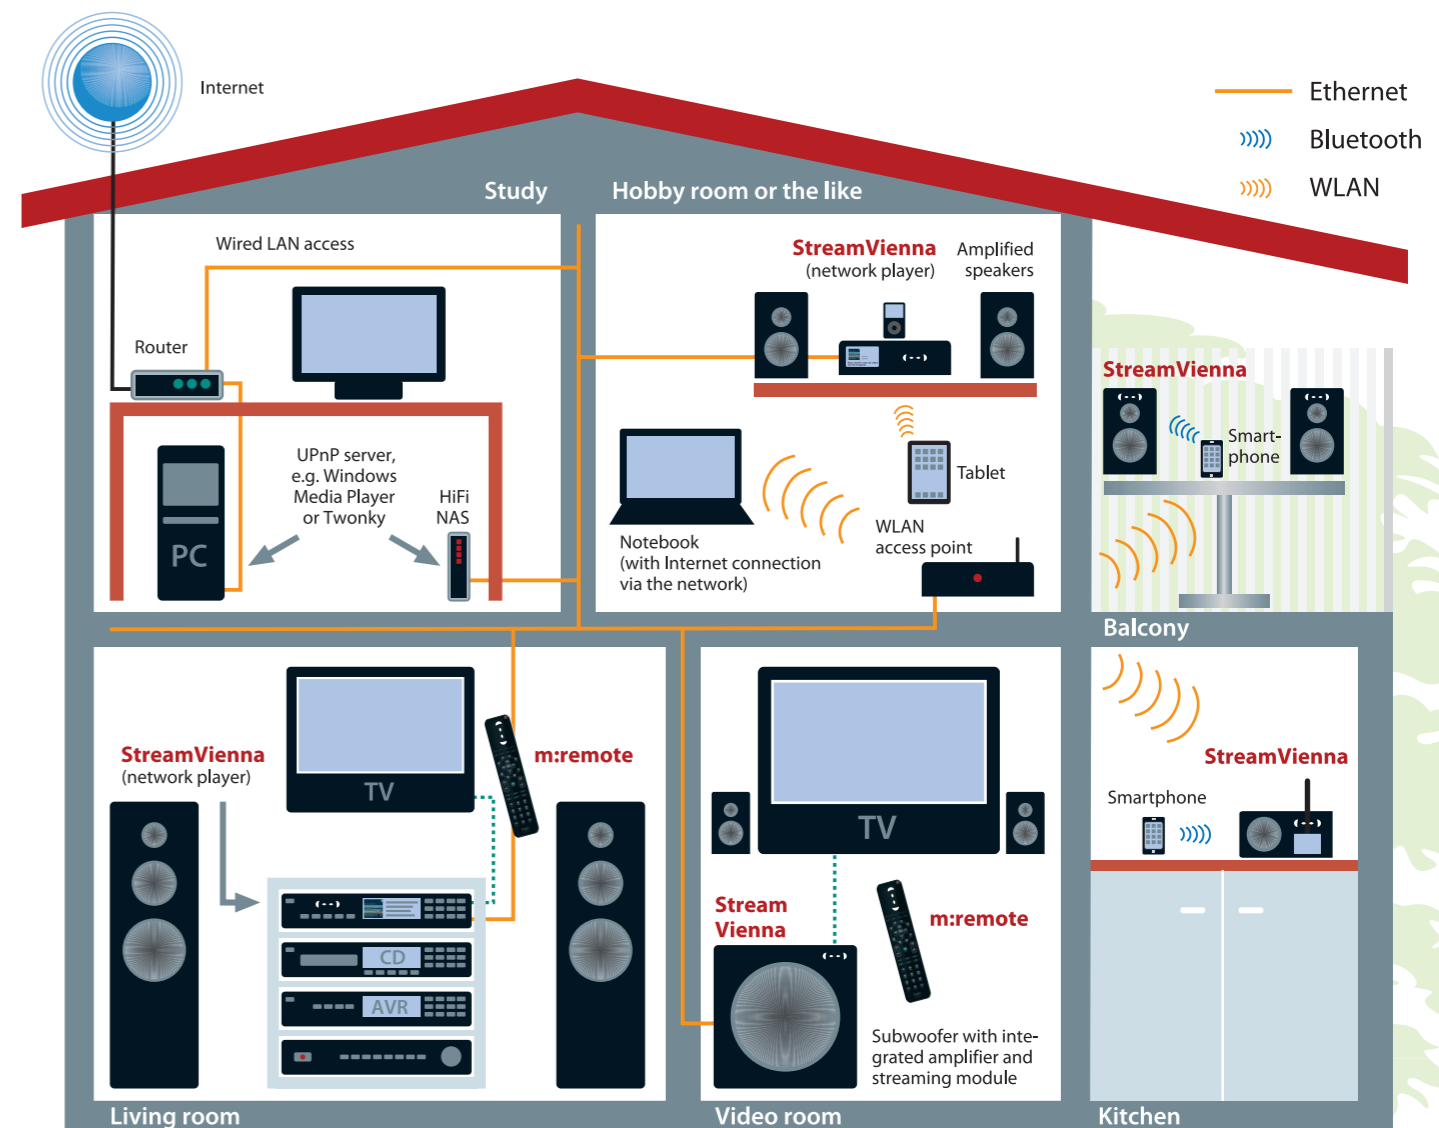 Internet
Ethernet
Bluetooth
WLAN
Study
Hobby room or the like
Wired LAN access
Router
UPnP server,
e.g. Windows
Media Player
or Twonky
HiFi
NAS
PC
StreamVienna
(network player)
Amplified
speakers
Tablet
Notebook
(with Internet connection
via the network)
WLAN
access point
StreamVienna
Smart-
phone
Balcony
StreamVienna
(network player)
TV
m:remote
CD
AVR
Living room
TV
Stream
Vienna
m:remote
Subwoofer with inte-
grated amplifier and
streaming module
Video room
StreamVienna
Smartphone
Kitchen